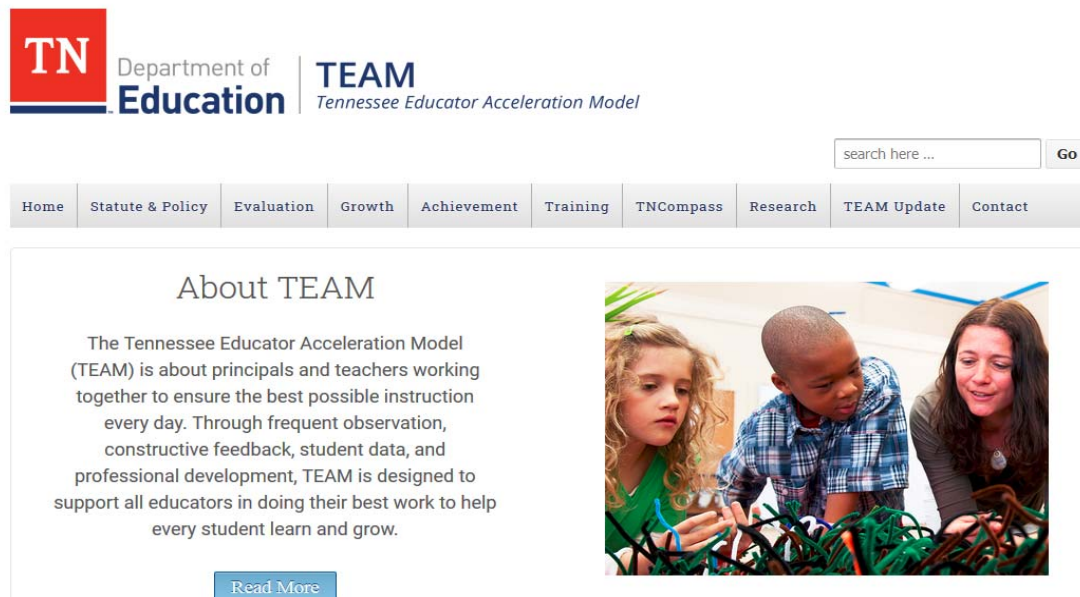 TN
Department of
Education
TEAM
Tennessee Educator Acceleration Model
search here ...
Go
Home Statute & Policy Evaluation Growth Achievement Training TNCompass Research TEAM Update Contact
About TEAM
The Tennessee Educator Acceleration Model
(TEAM) is about principals and teachers working
together to ensure the best possible instruction
every day. Through frequent observation,
constructive feedback, student data, and
professional development, TEAM is designed to
support all educators in doing their best work to help
every student learn and grow.
Read More